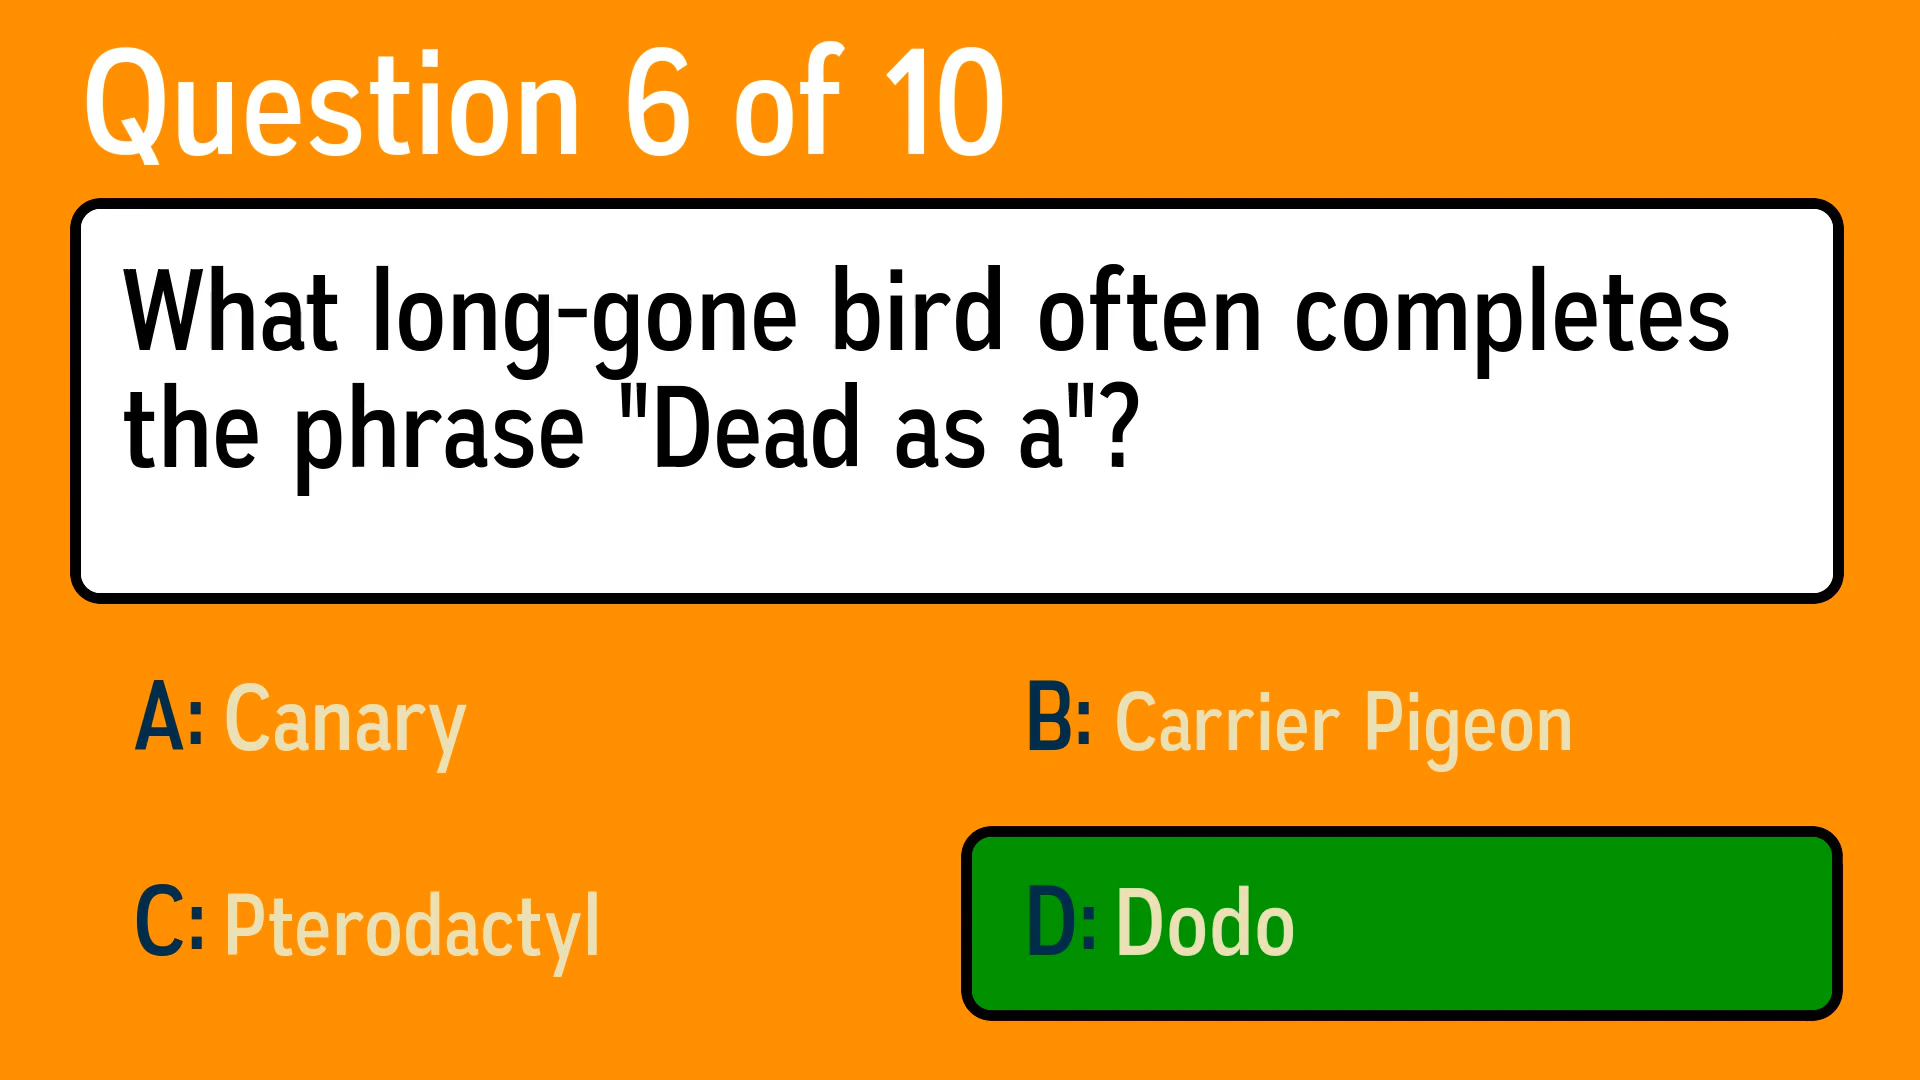 Question 6 of 10
What long-gone bird often completes
the phrase "Dead as a"?
A: Canary
B: Carrier Pigeon
C: Pterodactyl
D: Dodo